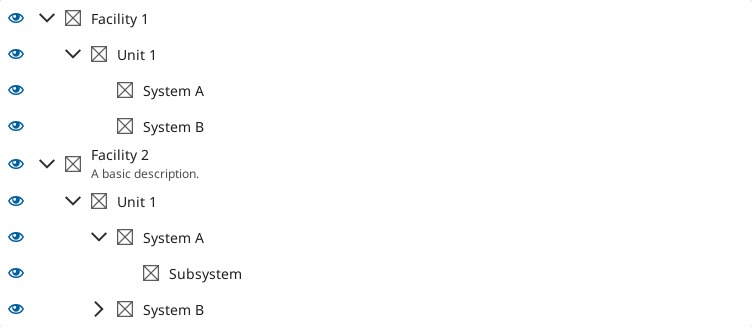 Facility 1
Unit 1
System A
System B
Facility 2
A basic description.
Unit 1
System A
Subsystem
System B